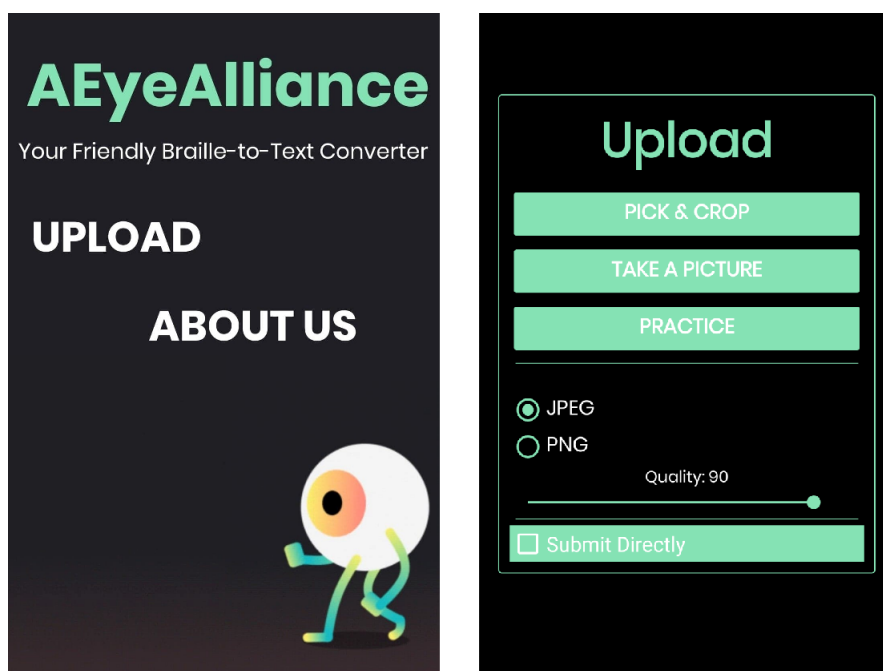 AEyeAlliance
Your Friendly Braille-to-Text Converter
UPLOAD
ABOUT US
Upload
PICK & CROP
TAKE A PICTURE
PRACTICE
JPEG
PNG
Quality: 90
Submit Directly